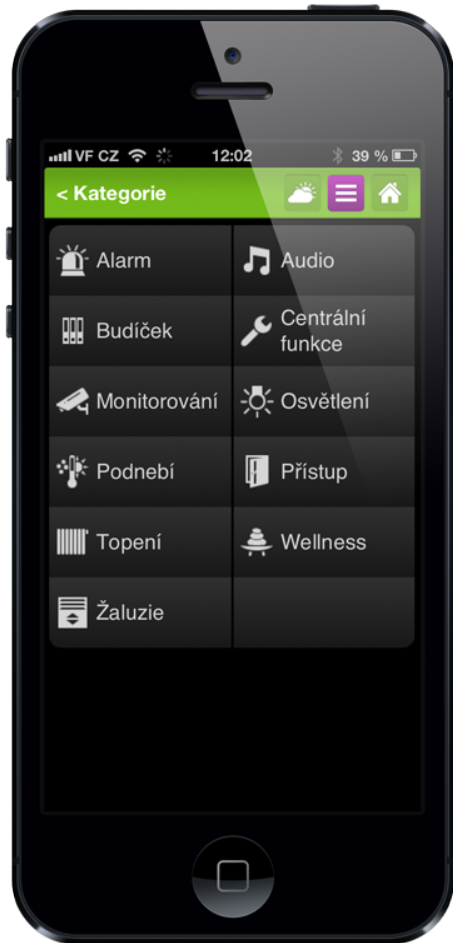 VF CZ 12:02 39 %
< Kategorie
Alarm
Audio
Budíček
Centrální
funkce
Monitorování
Osvětlení
Podnebí
Přístup
Topení
Wellness
Žaluzie